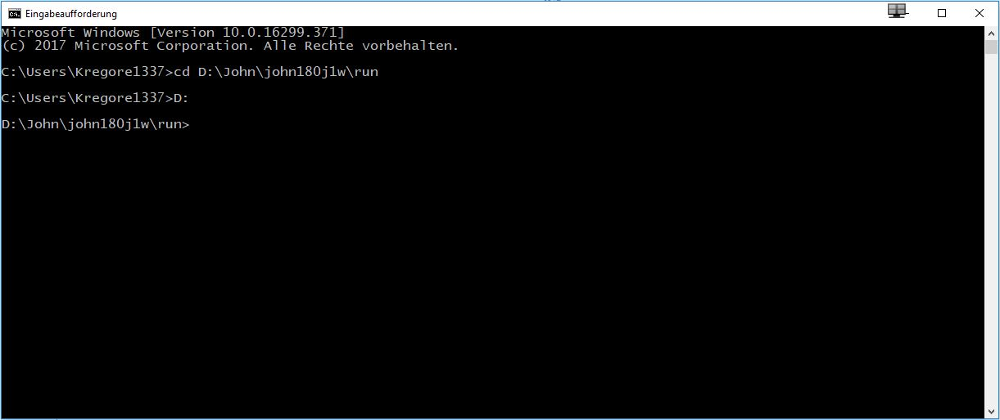 Eingabeaufforderung
Microsoft Windows [Version 10.0.16299.371]
(c) 2017 Microsoft Corporation. Alle Rechte vorbehalten.
C:\Users\Kregore1337>cd D:\John\john180j1w\run
C:\Users\Kregore1337>D:
D:\John\john180j1w\run>